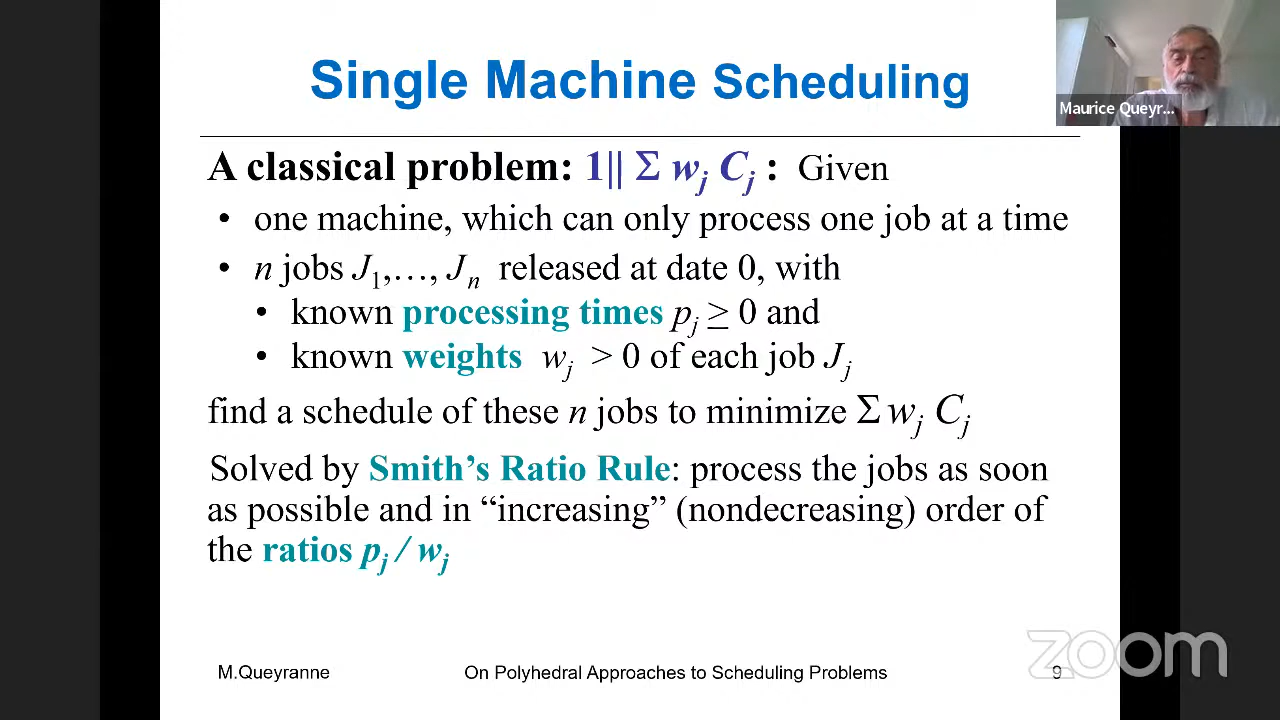 Single Machine Scheduling
Maurice Queyr...
A classical problem: 1|| Σ wj Cj : Given
• one machine, which can only process one job at a time
• n jobs J1,…, Jn released at date 0, with
• known processing times pj ≥ 0 and
• known weights wj > 0 of each job Jj
find a schedule of these n jobs to minimize Σ wj Cj
Solved by Smith’s Ratio Rule: process the jobs as soon
as possible and in “increasing” (nondecreasing) order of
the ratios pj / wj
zoom
M.Queyranne On Polyhedral Approaches to Scheduling Problems 9